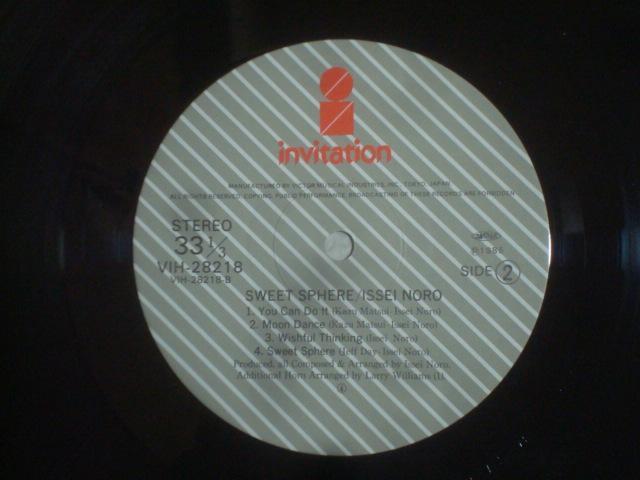 invitation
MANUFACTURED BY VICTOR MUSICAL INDUSTRIES, INC., TOKYO, JAPAN
ALL RIGHTS RESERVED. COPYING, PUBLIC PERFORMANCE, BROADCASTING OF THESE RECORDS ARE FORBIDDEN
STEREO
33 1/3
VIH-28218
VIH-28218-B
SIDE 2
SWEET SPHERE/ISSEI NORO
1. You Can Do It (Kazu Matsui-Issei Noro)
2. Moon Dance (Kazu Matsui-Issei Noro)
3. Wishful Thinking (Issei Noro)
4. Sweet Sphere (Jeff Day-Issei Noro)
Produced, all Composed & Arranged by Issei Noro.
Additional Horn Arranged by Larry Williams (1).